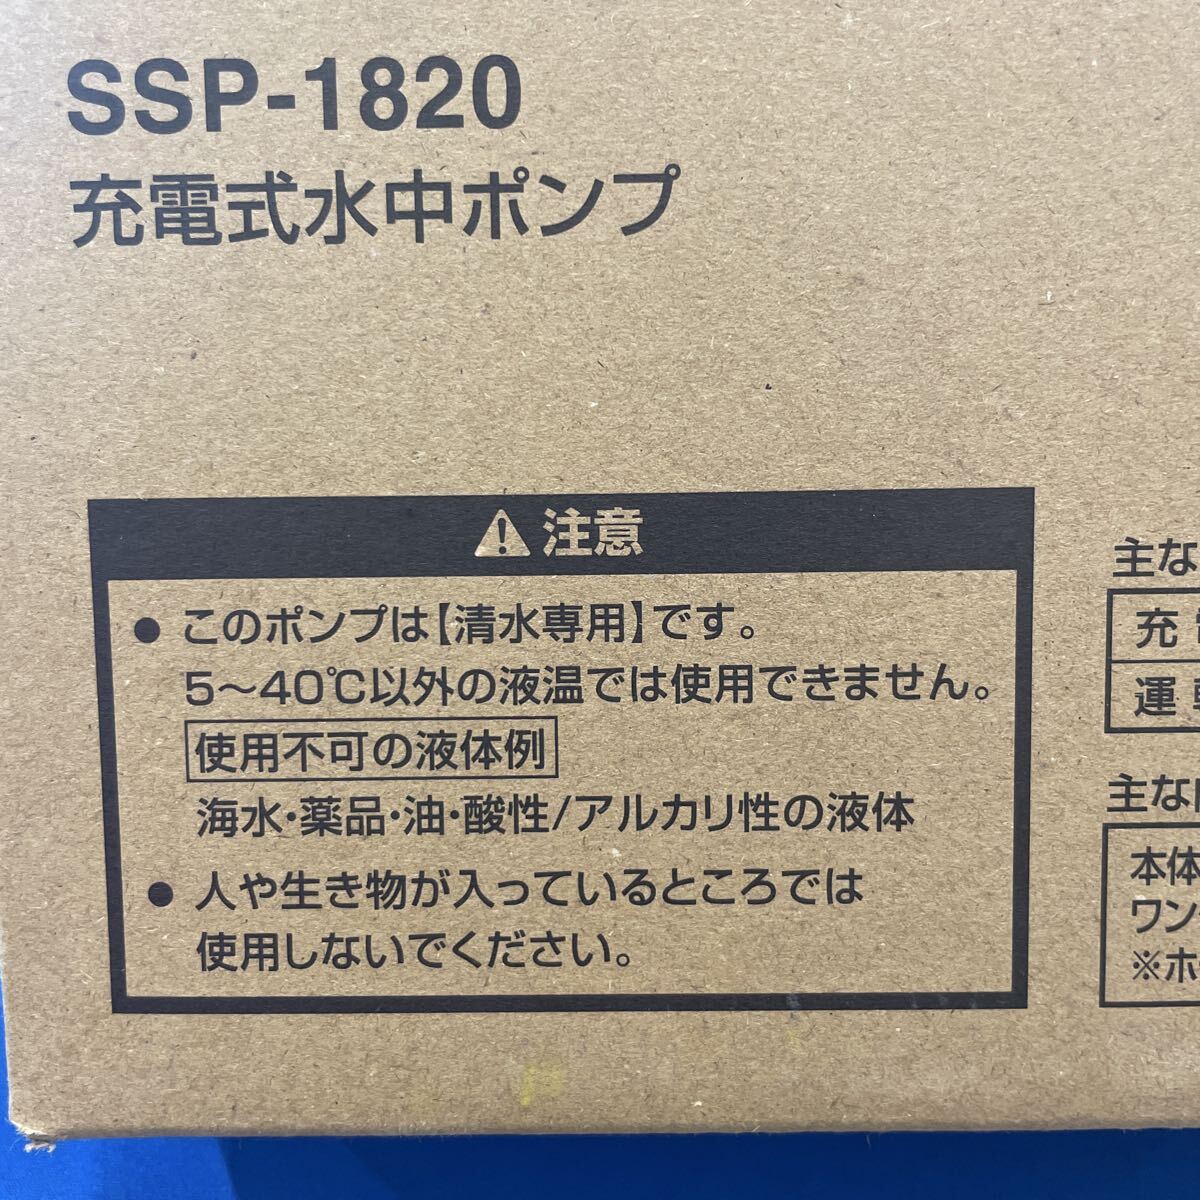 SSP-1820
充電式水中ポンプ
注意
● このポンプは【清水専用】です。
5〜40℃以外の液温では使用できません。
使用不可の液体例
海水・薬品・油・酸性/アルカリ性の液体
● 人や生き物が入っているところでは
使用しないでください。
主な
充
運
主な
本体
ワン
※ホ